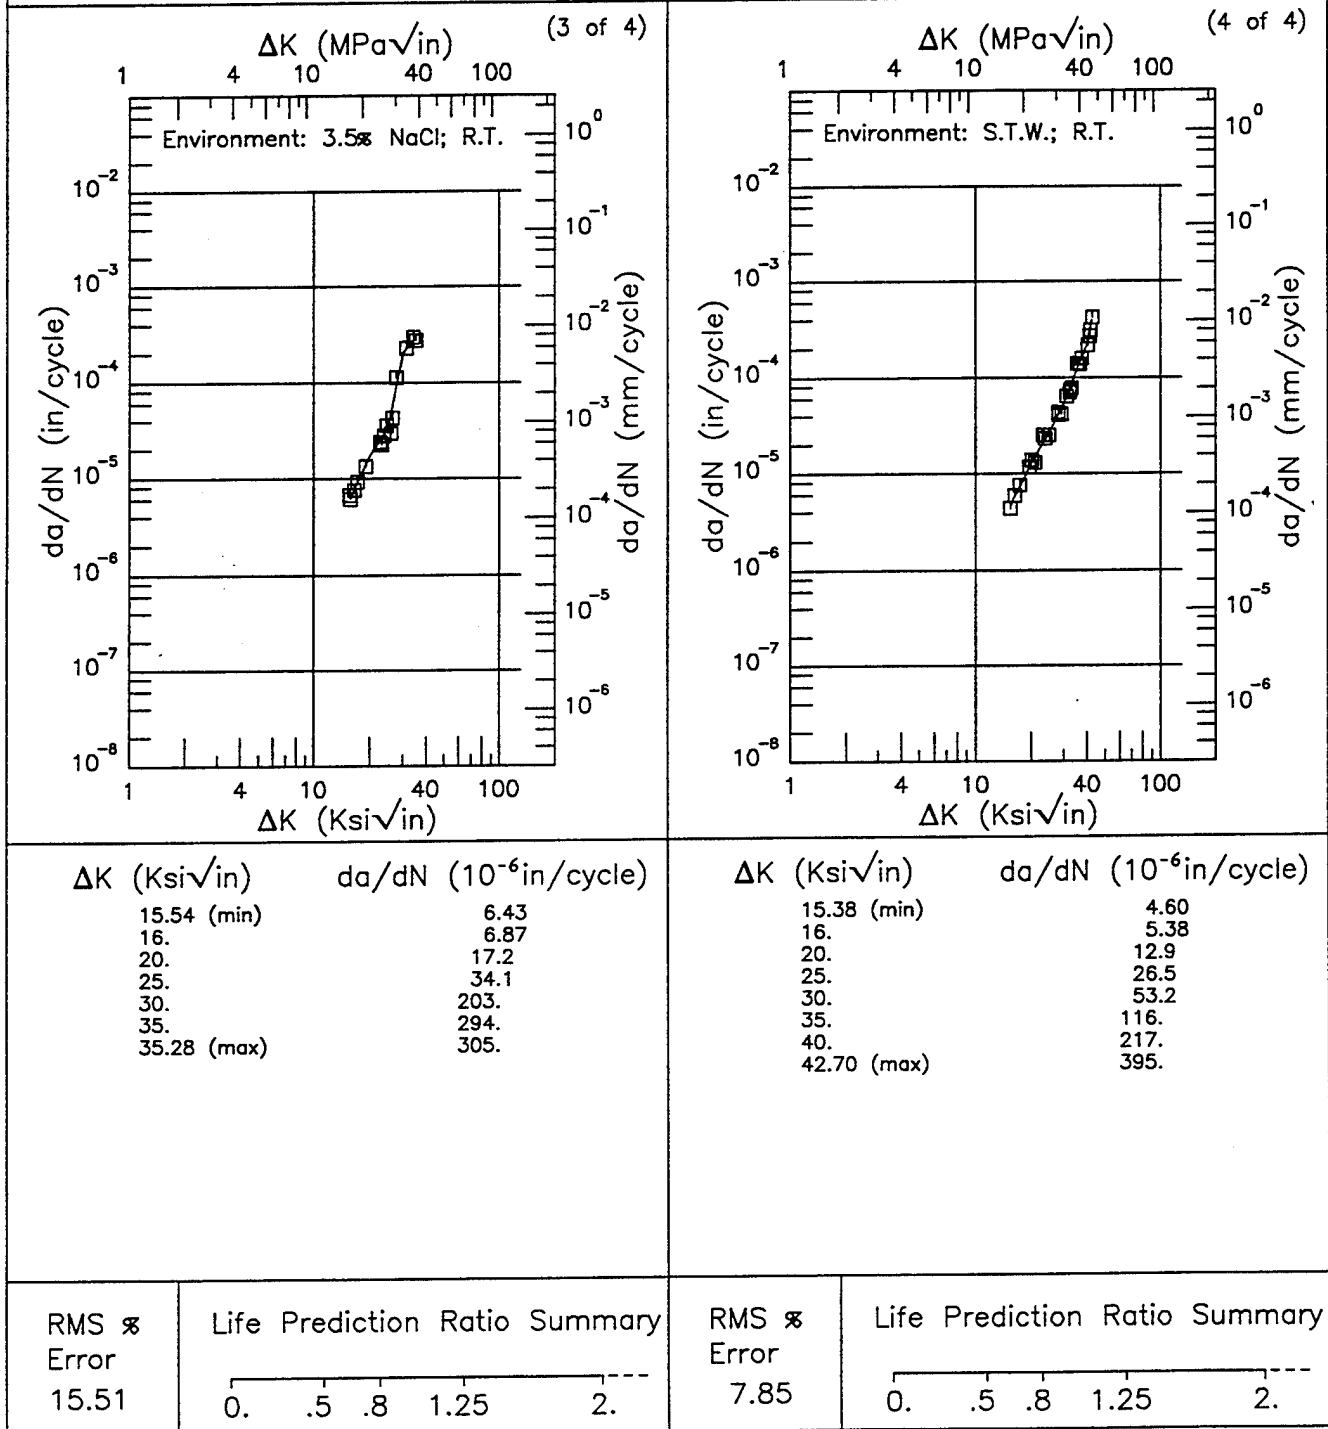 (3 of 4)
ΔK (MPa√in)
1 4 10 40 100
Environment: 3.5% NaCl; R.T.
10⁰
10⁻¹
10⁻²
10⁻³
10⁻⁴
10⁻⁵
10⁻⁶
da/dN (mm/cycle)
10⁻²
10⁻³
10⁻⁴
10⁻⁵
10⁻⁶
10⁻⁷
10⁻⁸
da/dN (in/cycle)
1 4 10 40 100
ΔK (Ksi√in)
ΔK (Ksi√in) da/dN (10⁻⁶in/cycle)
15.54 (min) 6.43
16. 6.87
20. 17.2
25. 34.1
30. 203.
35. 294.
35.28 (max) 305.
RMS %
Error
15.51
Life Prediction Ratio Summary
0. .5 .8 1.25 2.
(4 of 4)
ΔK (MPa√in)
1 4 10 40 100
Environment: S.T.W.; R.T.
10⁰
10⁻¹
10⁻²
10⁻³
10⁻⁴
10⁻⁵
10⁻⁶
da/dN (mm/cycle)
10⁻²
10⁻³
10⁻⁴
10⁻⁵
10⁻⁶
10⁻⁷
10⁻⁸
da/dN (in/cycle)
1 4 10 40 100
ΔK (Ksi√in)
ΔK (Ksi√in) da/dN (10⁻⁶in/cycle)
15.38 (min) 4.60
16. 5.38
20. 12.9
25. 26.5
30. 53.2
35. 116.
40. 217.
42.70 (max) 395.
RMS %
Error
7.85
Life Prediction Ratio Summary
0. .5 .8 1.25 2.